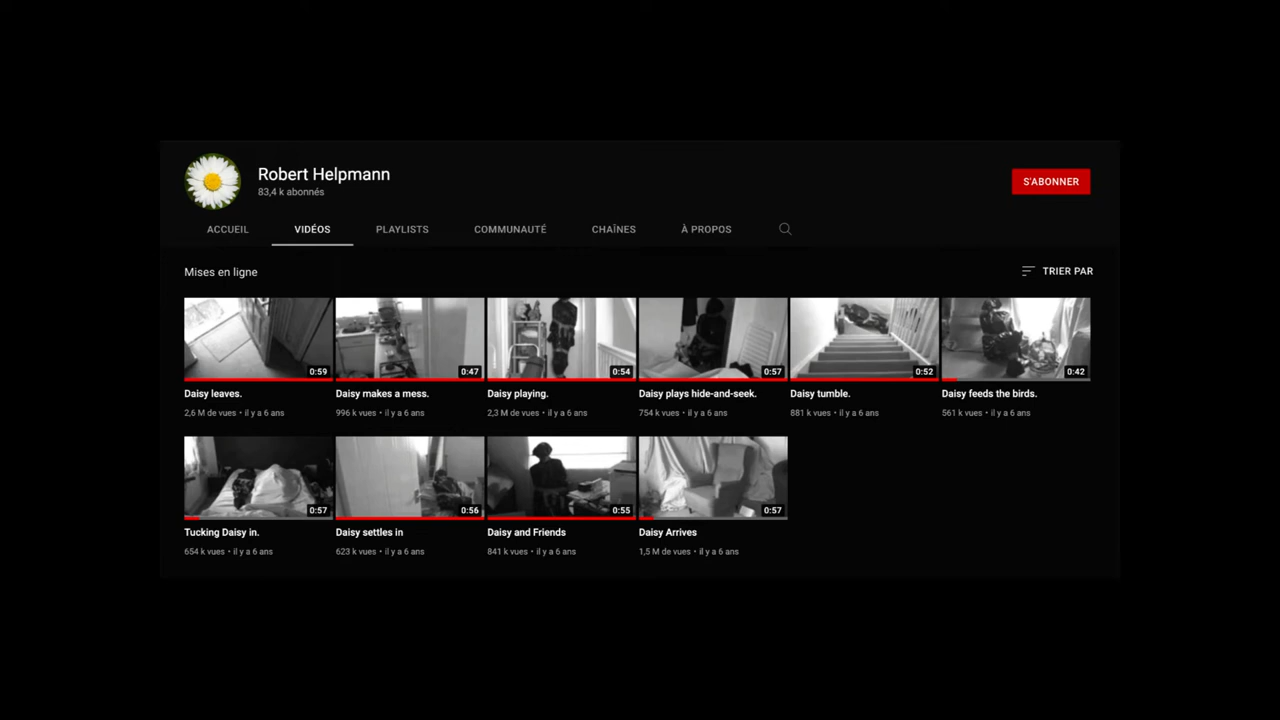 Robert Helpmann
83,4 k abonnés
S'ABONNER
ACCUEIL VIDÉOS PLAYLISTS COMMUNAUTÉ CHAÎNES À PROPOS
Mises en ligne
TRIER PAR
0:59 0:47 0:54 0:57 0:52 0:42
Daisy leaves. Daisy makes a mess. Daisy playing. Daisy plays hide-and-seek. Daisy tumble. Daisy feeds the birds.
2,6 M de vues • il y a 6 ans 996 k vues • il y a 6 ans 2,3 M de vues • il y a 6 ans 754 k vues • il y a 6 ans 881 k vues • il y a 6 ans 561 k vues • il y a 6 ans
0:57 0:56 0:55 0:57
Tucking Daisy in. Daisy settles in Daisy and Friends Daisy Arrives
654 k vues • il y a 6 ans 623 k vues • il y a 6 ans 841 k vues • il y a 6 ans 1,5 M de vues • il y a 6 ans